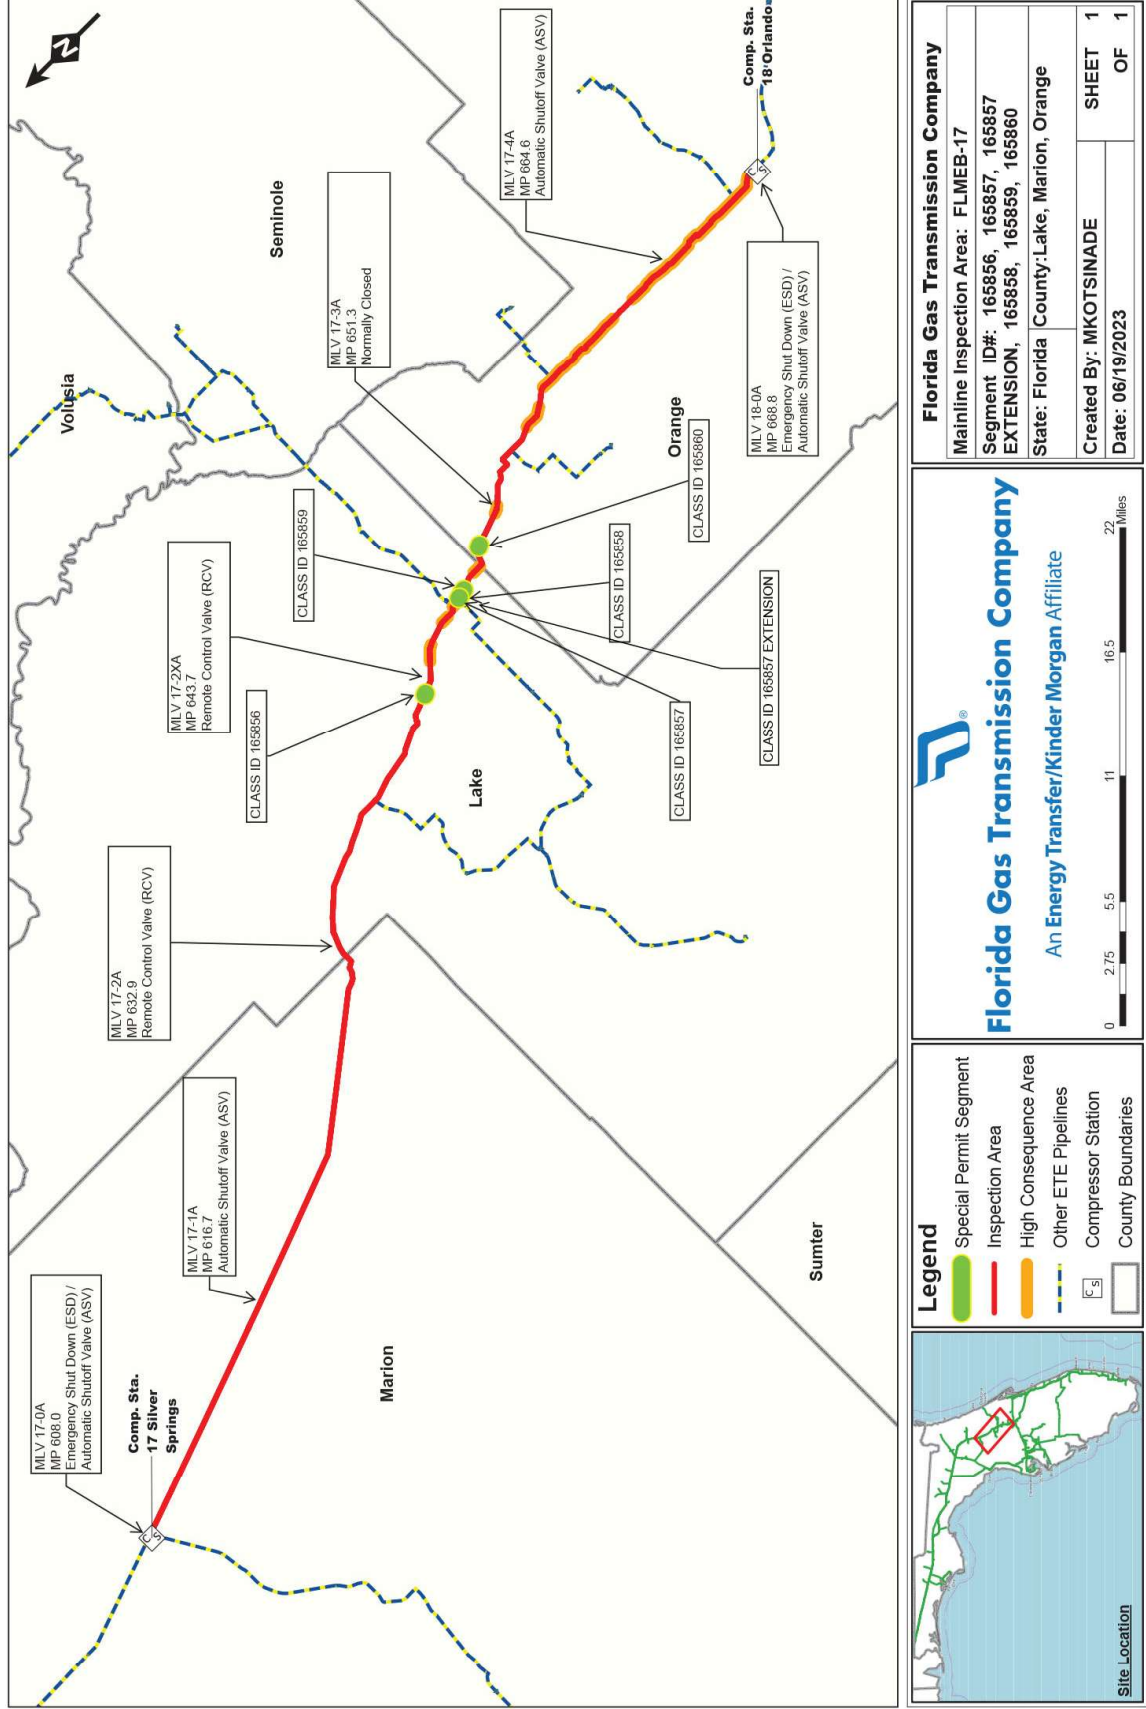 MLV 17-0A
MP 608.0
Emergency Shut Down (ESD) /
Automatic Shutoff Valve (ASV)
Comp. Sta.
17 Silver
Springs
MLV 17-1A
MP 616.7
Automatic Shutoff Valve (ASV)
MLV 17-2A
MP 632.9
Remote Control Valve (RCV)
MLV 17-2XA
MP 643.7
Remote Control Valve (RCV)
CLASS ID 165856
CLASS ID 165859
Volusia
Seminole
MLV 17-3A
MP 651.3
Normally Closed
MLV 17-4A
MP 664.6
Automatic Shutoff Valve (ASV)
Comp. Sta.
18 Orlando
N
C S
C S
Marion
Sumter
Lake
Orange
CLASS ID 165857
CLASS ID 165857 EXTENSION
CLASS ID 165858
CLASS ID 165860
MLV 18-0A
MP 668.8
Emergency Shut Down (ESD) /
Automatic Shutoff Valve (ASV)
Site Location
Legend
Special Permit Segment
Inspection Area
High Consequence Area
Other ETE Pipelines
C S Compressor Station
County Boundaries
®
Florida Gas Transmission Company
An Energy Transfer/Kinder Morgan Affiliate
0 2.75 5.5 11 16.5 22
Miles
Florida Gas Transmission Company
Mainline Inspection Area: FLMEB-17
Segment ID#: 165856, 165857, 165857
EXTENSION, 165858, 165859, 165860
State: Florida County:Lake, Marion, Orange
Created By: MKOTSINADE SHEET 1
Date: 06/19/2023 OF 1